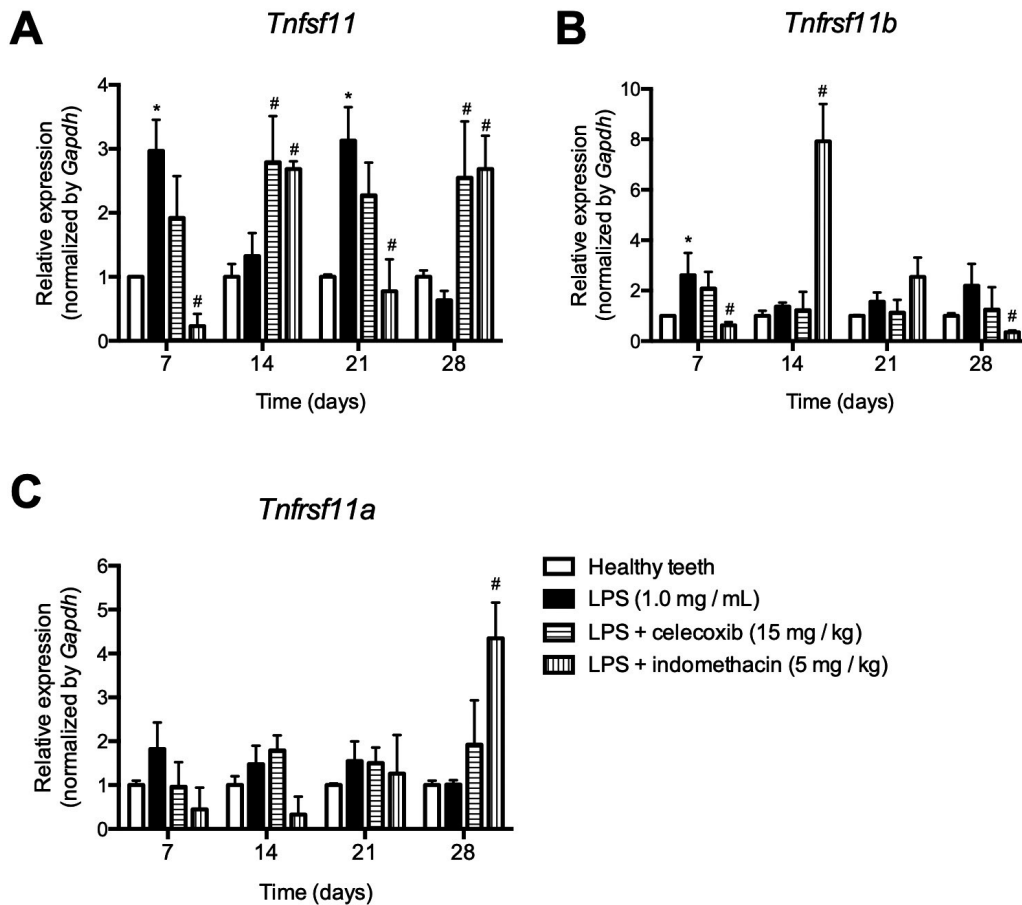 A
Tnfsf11
Relative expression
(normalized by Gapdh)
4
3
2
1
0
*
#
#
#
*
#
#
#
7 14 21 28
Time (days)
B
Tnfrsf11b
Relative expression
(normalized by Gapdh)
10
8
6
4
2
0
*
#
#
#
7 14 21 28
Time (days)
C
Tnfrsf11a
Relative expression
(normalized by Gapdh)
6
5
4
3
2
1
0
#
7 14 21 28
Time (days)
Healthy teeth
LPS (1.0 mg / mL)
LPS + celecoxib (15 mg / kg)
LPS + indomethacin (5 mg / kg)